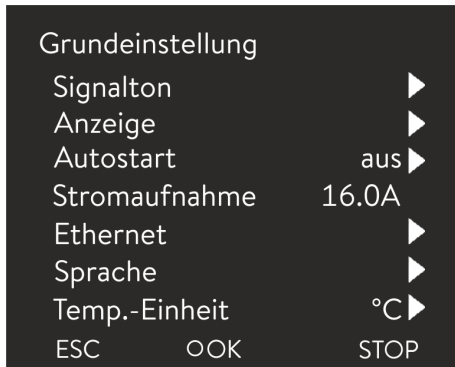 Grundeinstellung
Signalton
Anzeige
Autostart aus
Stromaufnahme 16.0A
Ethernet
Sprache
Temp.-Einheit °C
ESC OOK STOP